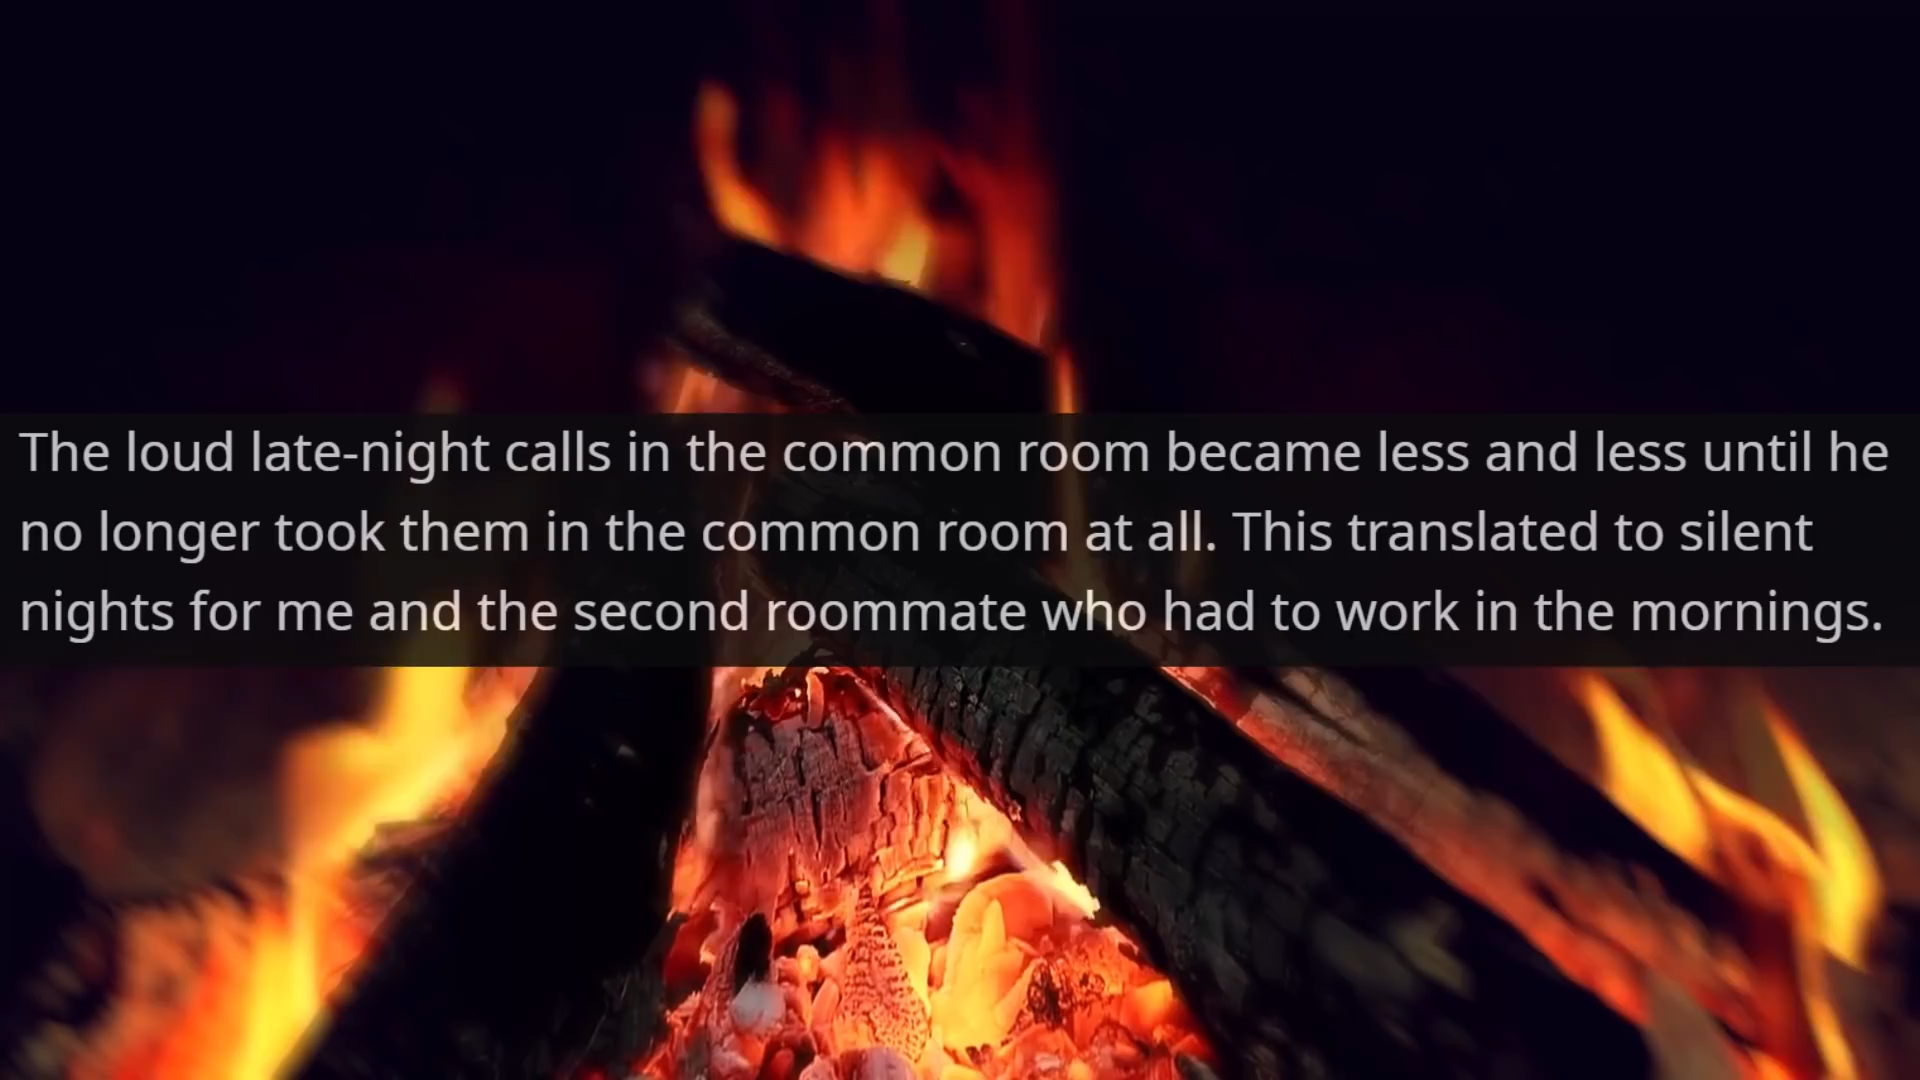 The loud late-night calls in the common room became less and less until he
no longer took them in the common room at all. This translated to silent
nights for me and the second roommate who had to work in the mornings.